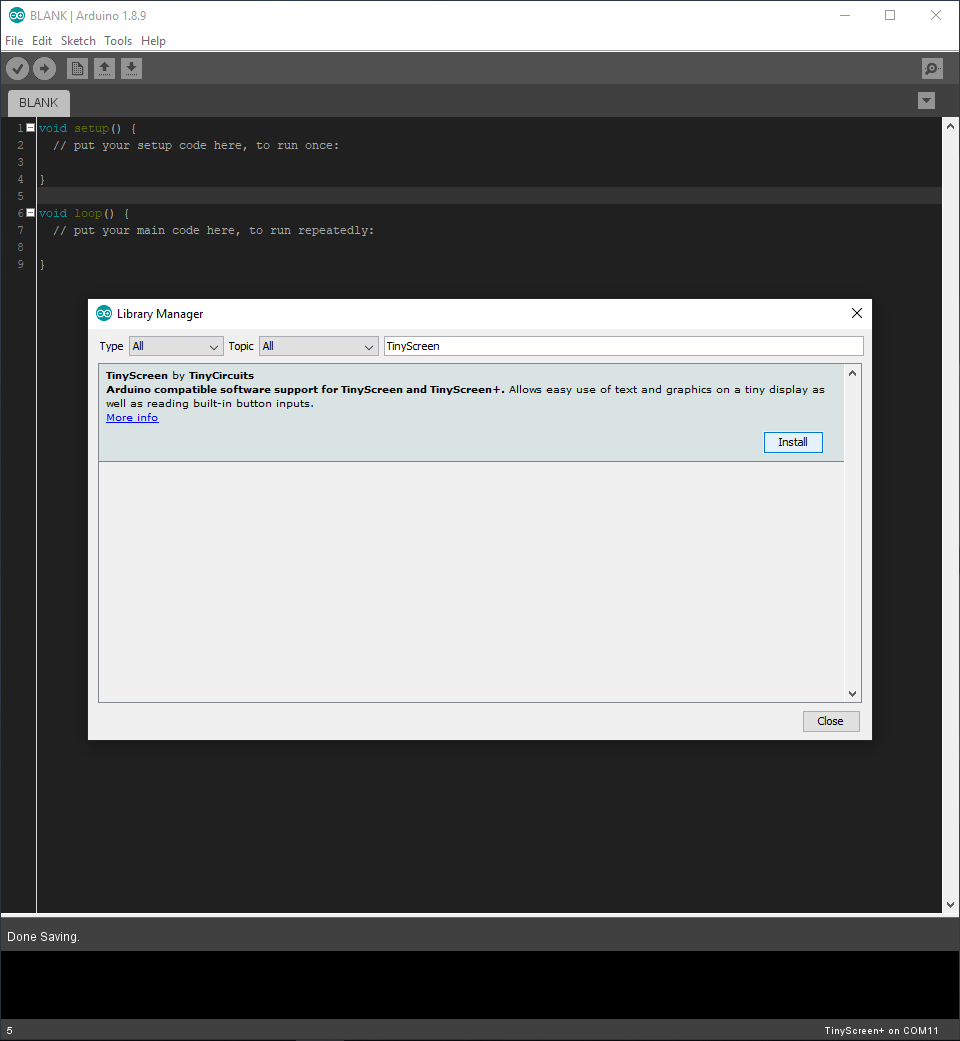 BLANK | Arduino 1.8.9
File Edit Sketch Tools Help
BLANK
1 void setup() {
2 // put your setup code here, to run once:
3
4 }
5
6 void loop() {
7 // put your main code here, to run repeatedly:
8
9 }
Library Manager
Type All Topic All TinyScreen
TinyScreen by TinyCircuits
Arduino compatible software support for TinyScreen and TinyScreen+. Allows easy use of text and graphics on a tiny display as
well as reading built-in button inputs.
More info
Install
Close
Done Saving.
5 TinyScreen+ on COM11